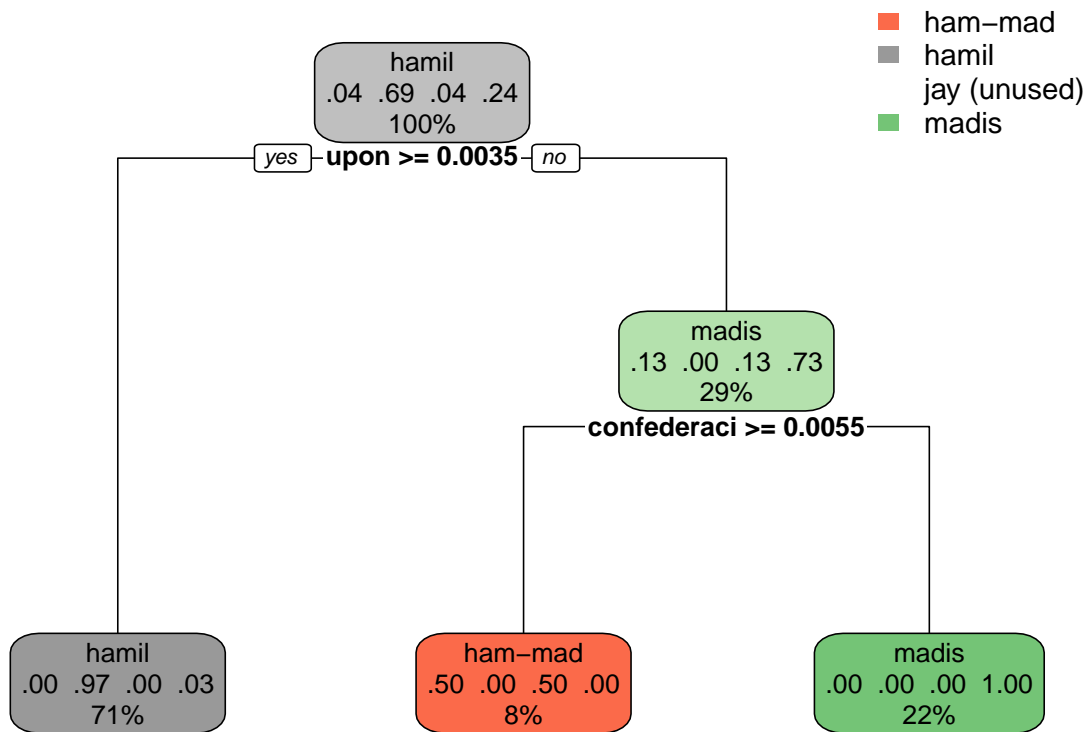 ham−mad
hamil
jay (unused)
madis
hamil
.04 .69 .04 .24
100%
yes upon >= 0.0035 no
madis
.13 .00 .13 .73
29%
confederaci >= 0.0055
hamil
.00 .97 .00 .03
71%
ham−mad
.50 .00 .50 .00
8%
madis
.00 .00 .00 1.00
22%